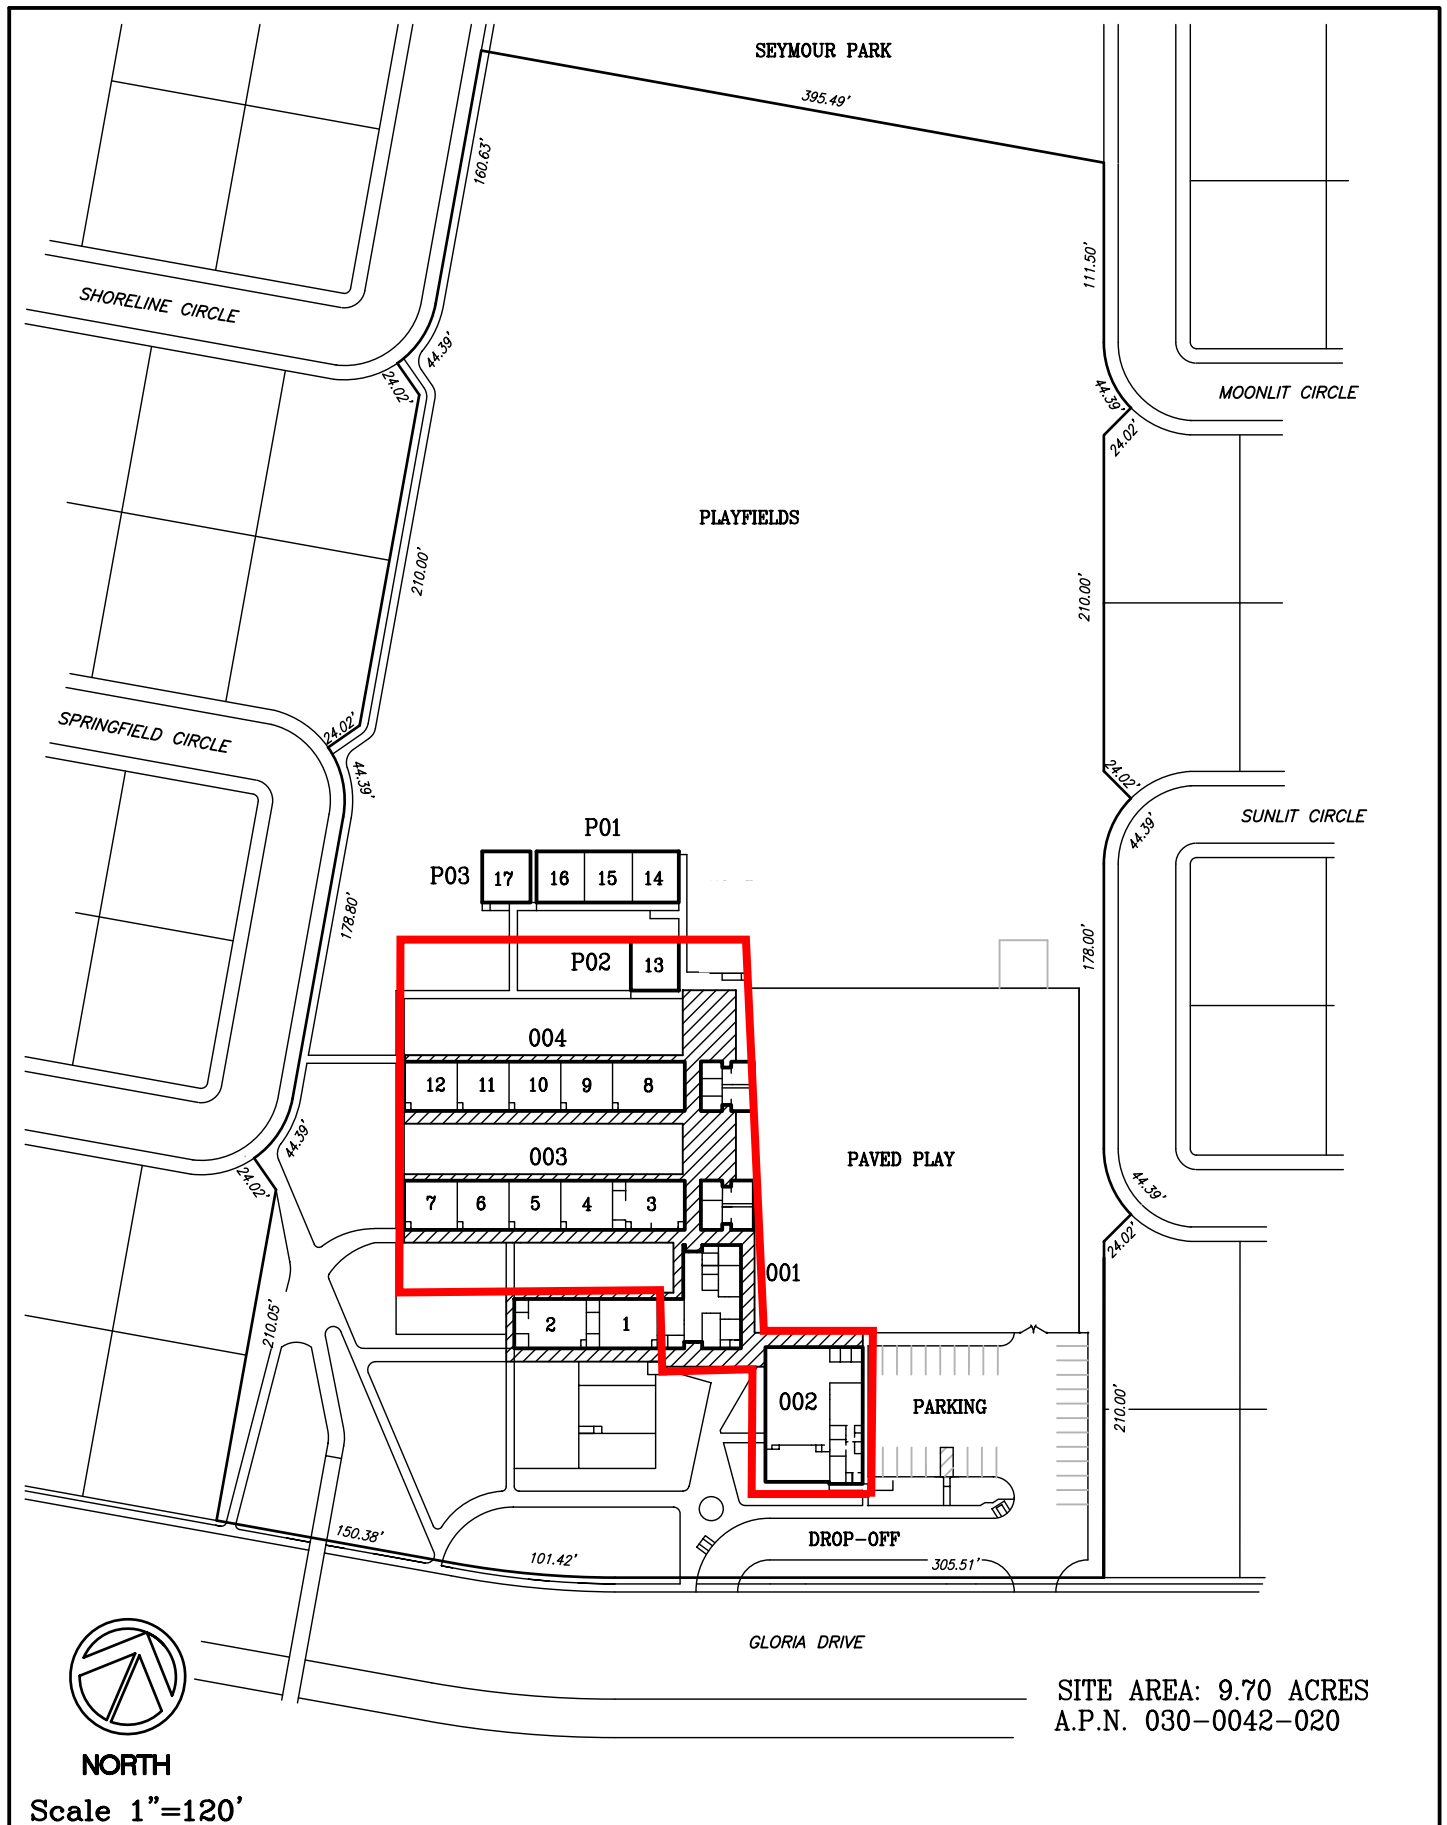 SEYMOUR PARK
395.49'
160.63'
111.50'
SHORELINE CIRCLE
44.39'
24.02'
MOONLIT CIRCLE
44.39'
24.02'
PLAYFIELDS
210.00'
210.00'
SPRINGFIELD CIRCLE
24.02'
44.39'
24.02'
44.39'
SUNLIT CIRCLE
P01
P03
17
16
15
14
178.80'
178.00'
P02
13
004
12
11
10
9
8
003
PAVED PLAY
44.39'
24.02'
7
6
5
4
3
44.39'
24.02'
001
210.05'
2
1
002
PARKING
210.00'
150.38'
101.42'
DROP-OFF
305.51'
GLORIA DRIVE
SITE AREA: 9.70 ACRES
A.P.N. 030-0042-020
NORTH
Scale 1"=120'